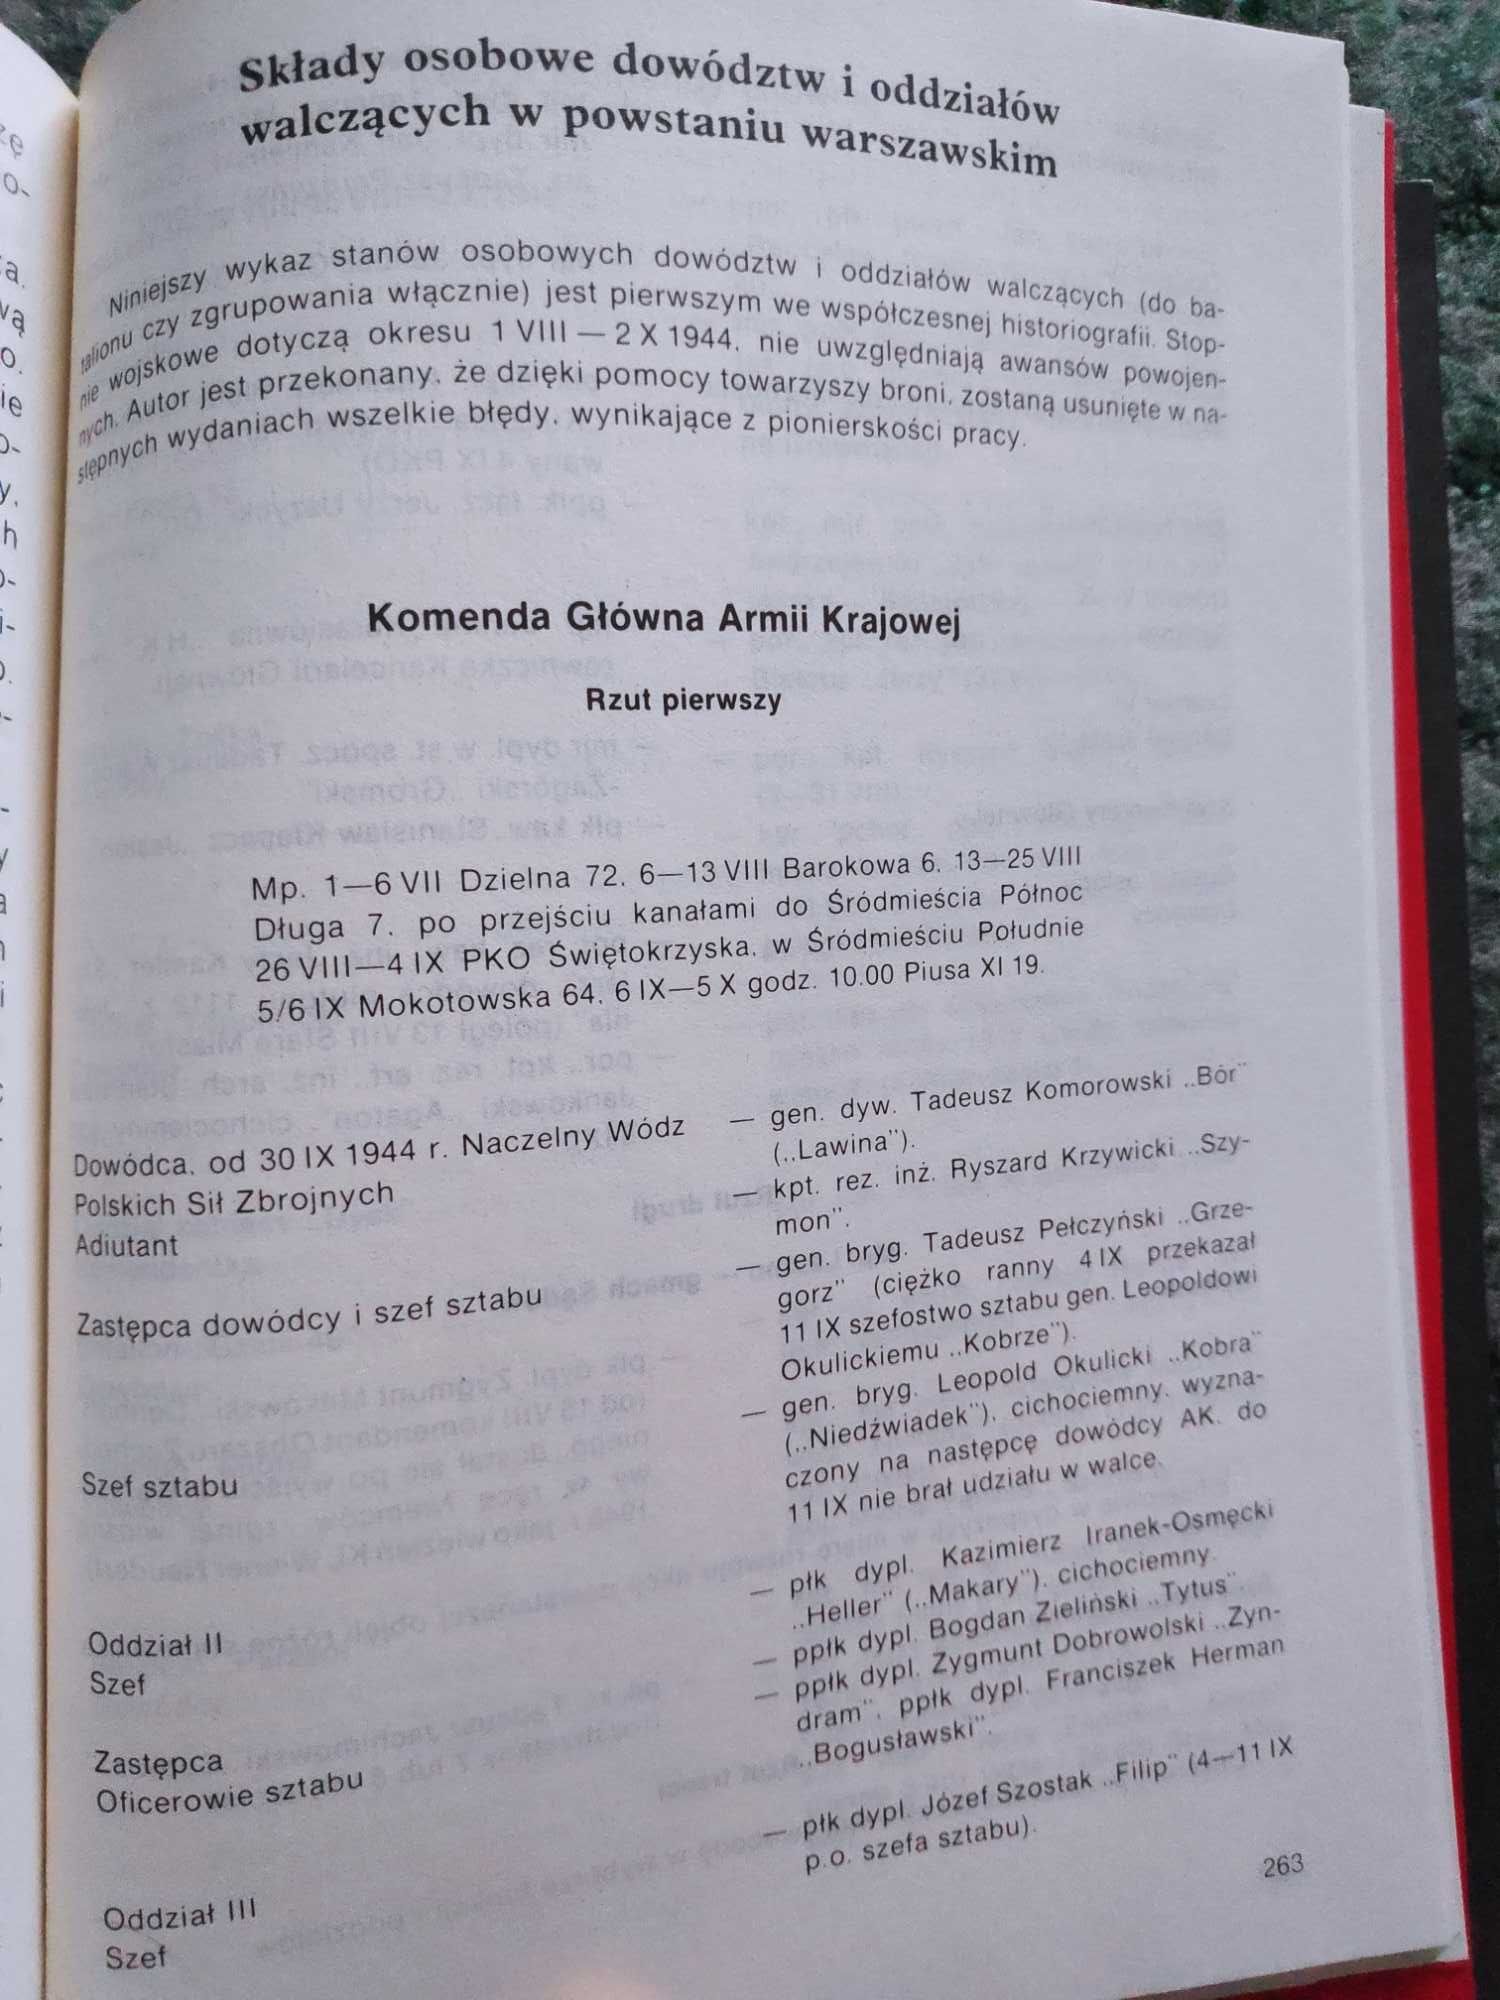 Składy osobowe dowództw i oddziałów
walczących w powstaniu warszawskim
Niniejszy wykaz stanów osobowych dowództw i oddziałów walczących (do ba-
talionu czy zgrupowania włącznie) jest pierwszym we współczesnej historiografii. Stop-
nie wojskowe dotyczą okresu 1 VIII — 2 X 1944, nie uwzględniają awansów powojen-
nych. Autor jest przekonany, że dzięki pomocy towarzyszy broni, zostaną usunięte w na-
stępnych wydaniach wszelkie błędy, wynikające z pionierskości pracy.
Komenda Główna Armii Krajowej
Rzut pierwszy
Mp. 1—6 VII Dzielna 72, 6—13 VIII Barokowa 6, 13—25 VIII
Długa 7, po przejściu kanałami do Śródmieścia Północ
26 VIII—4 IX PKO Świętokrzyska, w Śródmieściu Południe
5/6 IX Mokotowska 64, 6 IX—5 X godz. 10.00 Piusa XI 19.
Dowódca, od 30 IX 1944 r. Naczelny Wódz
Polskich Sił Zbrojnych
— gen. dyw. Tadeusz Komorowski „Bór"
(„Lawina").
Adiutant
— kpt. rez. inż. Ryszard Krzywicki „Szy-
mon".
Zastępca dowódcy i szef sztabu
— gen. bryg. Tadeusz Pełczyński „Grze-
gorz" (ciężko ranny 4 IX przekazał
11 IX szefostwo sztabu gen. Leopoldowi
Okulickiemu „Kobrze").
Szef sztabu
— gen. bryg. Leopold Okulicki „Kobra"
(„Niedźwiadek"), cichociemny, wyzna-
czony na następcę dowódcy AK, do
11 IX nie brał udziału w walce.
Oddział II
Szef
— płk dypl. Kazimierz Iranek-Osmęcki
„Heller" („Makary"), cichociemny.
Zastępca
— ppłk dypl. Bogdan Zieliński „Tytus".
Oficerowie sztabu
— ppłk dypl. Zygmunt Dobrowolski „Zyn-
dram", ppłk dypl. Franciszek Herman
„Bogusławski".
Oddział III
Szef
— płk dypl. Józef Szostak „Filip" (4—11 IX
p.o. szefa sztabu).
263